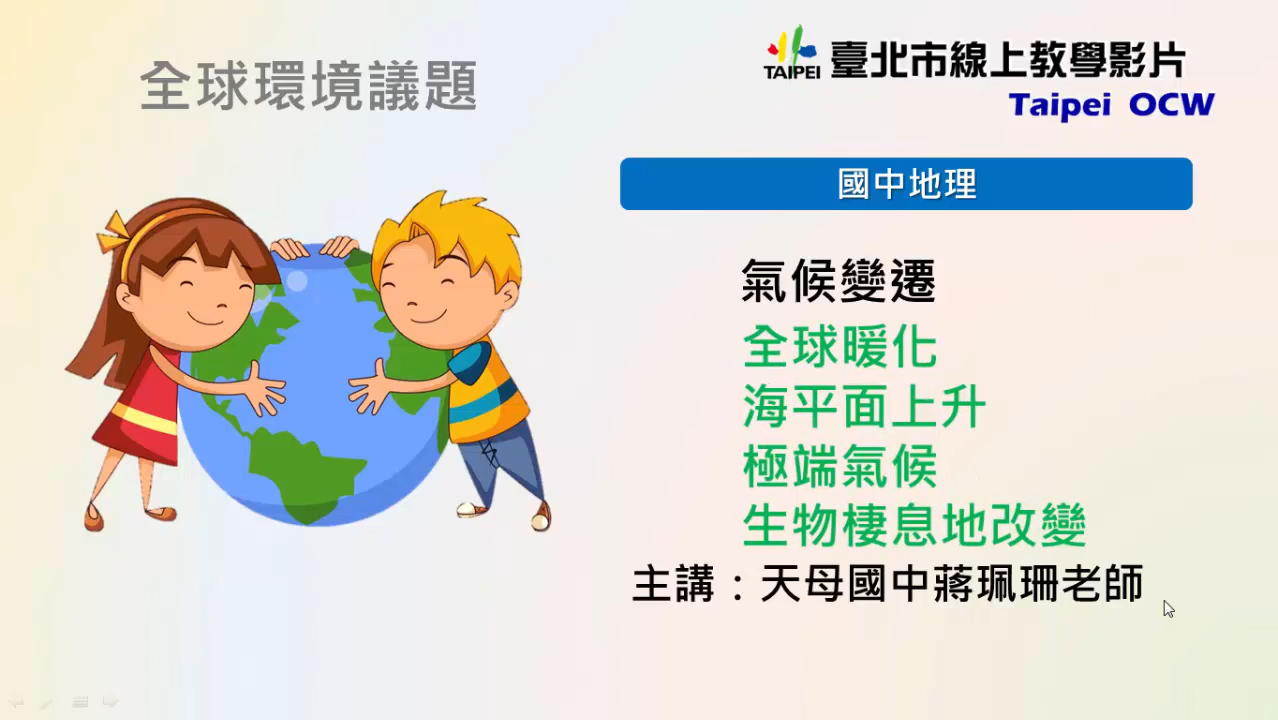 全球環境議題
TAIPEI 臺北市線上教學影片
Taipei OCW
國中地理
氣候變遷
全球暖化
海平面上升
極端氣候
生物棲息地改變
主講：天母國中蔣珮珊老師